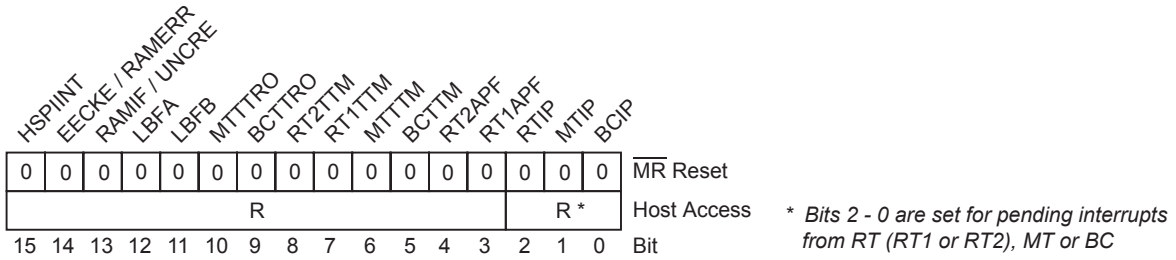 HSPIINT EECKE / RAMERR RAMIF / UNCRE LBFA LBFB MTTTRO BCTTRO RT2TTM RT1TTM MTTTM BCTTM RT2APF RT1APF RTIP MTIP BCIP
0 0 0 0 0 0 0 0 0 0 0 0 0 0 0 0 MR Reset
R R * Host Access
15 14 13 12 11 10 9 8 7 6 5 4 3 2 1 0 Bit
* Bits 2 - 0 are set for pending interrupts
from RT (RT1 or RT2), MT or BC